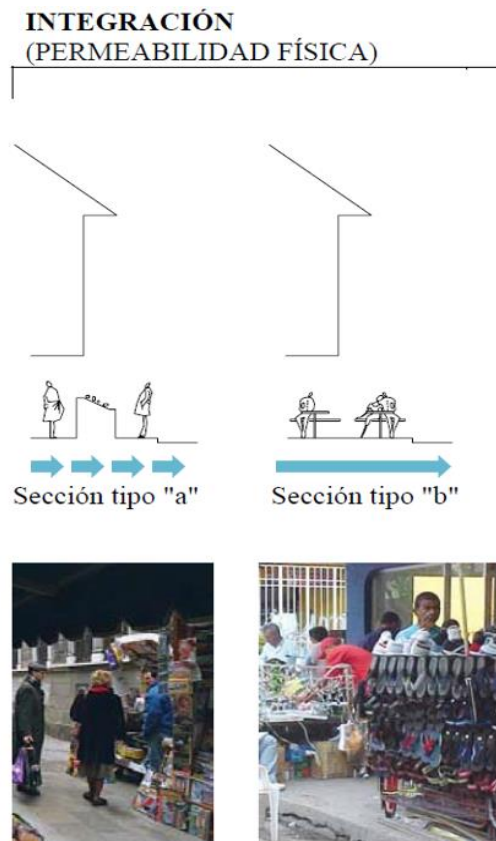 INTEGRACIÓN
(PERMEABILIDAD FÍSICA)
Sección tipo "a"
Sección tipo "b"